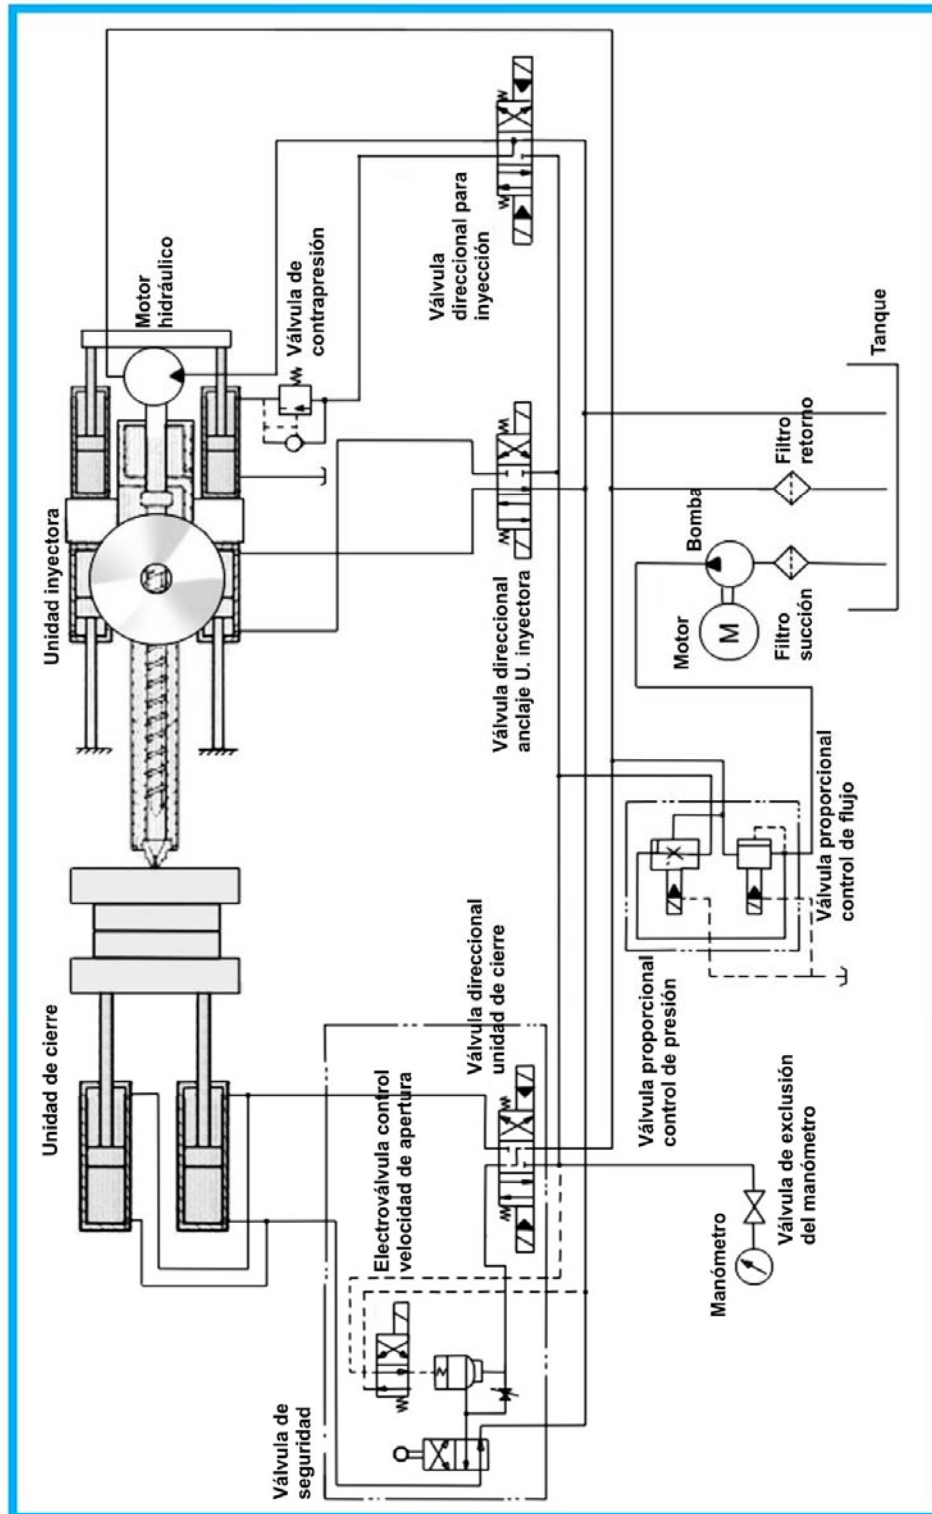 Unidad de cierre
Unidad inyectora
Motor
hidráulico
Válvula de
contrapresión
Válvula de
seguridad
Electroválvula control
velocidad de apertura
Válvula direccional
unidad de cierre
Válvula direccional
anclaje U. inyectora
Válvula
direccional para
inyección
Manómetro
Válvula de exclusión
del manómetro
Válvula proporcional
control de presión
Válvula proporcional
control de flujo
Motor
M
Bomba
Filtro
succión
Filtro
retorno
Tanque